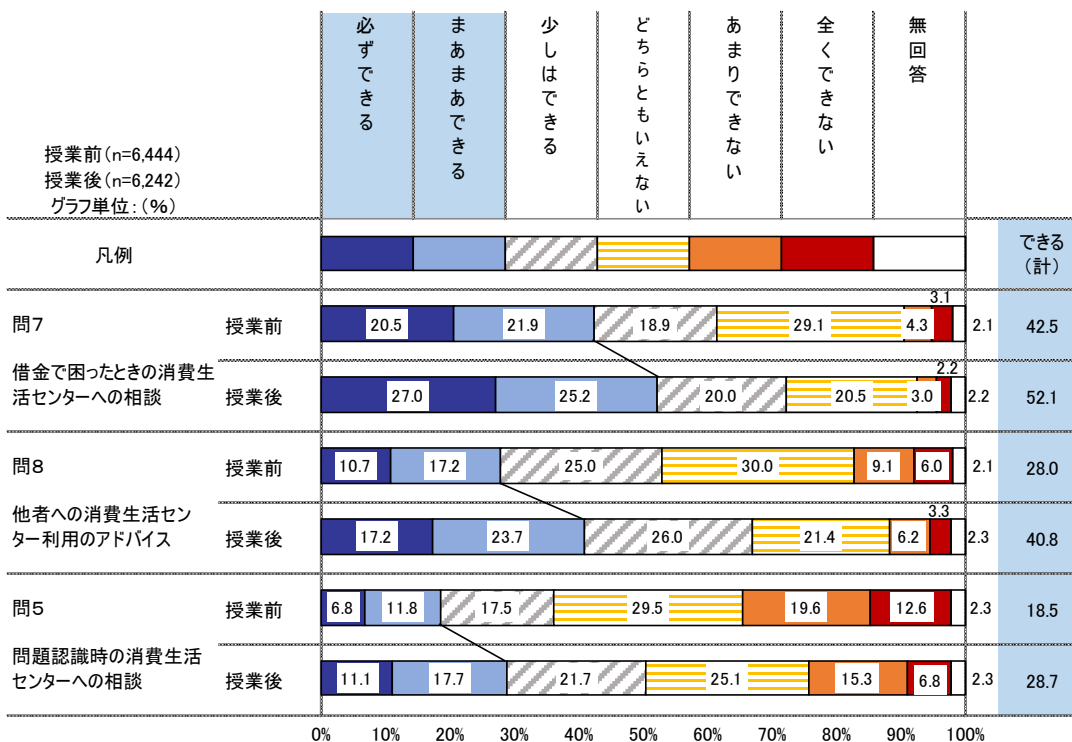 必ずできる
まあまあできる
少しはできる
どちらともいえない
あまりできない
全くできない
無回答
授業前(n=6,444)
授業後(n=6,242)
グラフ単位:(%)
凡例
できる
(計)
問7
借金で困ったときの消費生
活センターへの相談
授業前
20.5
21.9
18.9
29.1
4.3
3.1
2.1
42.5
授業後
27.0
25.2
20.0
20.5
3.0
2.2
2.2
52.1
問8
他者への消費生活セン
ター利用のアドバイス
授業前
10.7
17.2
25.0
30.0
9.1
6.0
2.1
28.0
授業後
17.2
23.7
26.0
21.4
6.2
3.3
2.3
40.8
問5
問題認識時の消費生活
センターへの相談
授業前
6.8
11.8
17.5
29.5
19.6
12.6
2.3
18.5
授業後
11.1
17.7
21.7
25.1
15.3
6.8
2.3
28.7
0%
10%
20%
30%
40%
50%
60%
70%
80%
90%
100%